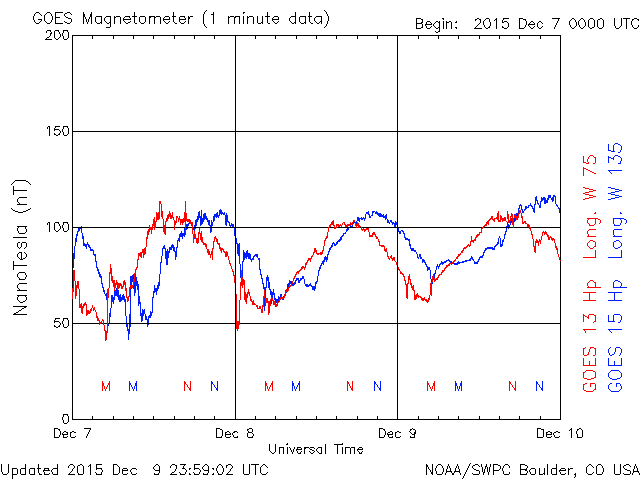 GOES Magnetometer (1 minute data)
Begin: 2015 Dec 7 0000 UTC
200
150
100
50
0
NanoTesla (nT)
M M N N M M N N M M N N
Dec 7 Dec 8 Dec 9 Dec 10
Universal Time
GOES 13 Hp Long. W 75
GOES 15 Hp Long. W 135
Updated 2015 Dec 9 23:59:02 UTC
NOAA/SWPC Boulder, CO USA